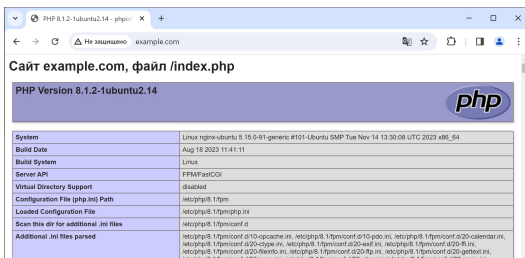 PHP 8.1.2-1ubuntu2.14 - phpinf
Не защищено example.com
Сайт example.com, файл /index.php
PHP Version 8.1.2-1ubuntu2.14
php
System Linux nginx-ubuntu 5.15.0-91-generic #101-Ubuntu SMP Tue Nov 14 13:30:08 UTC 2023 x86_64
Build Date Aug 18 2023 11:41:11
Build System Linux
Server API FPM/FastCGI
Virtual Directory Support disabled
Configuration File (php.ini) Path /etc/php/8.1/fpm
Loaded Configuration File /etc/php/8.1/fpm/php.ini
Scan this dir for additional .ini files /etc/php/8.1/fpm/conf.d
Additional .ini files parsed /etc/php/8.1/fpm/conf.d/10-opcache.ini, /etc/php/8.1/fpm/conf.d/10-pdo.ini, /etc/php/8.1/fpm/conf.d/20-calendar.ini,
/etc/php/8.1/fpm/conf.d/20-ctype.ini, /etc/php/8.1/fpm/conf.d/20-exif.ini, /etc/php/8.1/fpm/conf.d/20-ffi.ini,
/etc/php/8.1/fpm/conf.d/20-fileinfo.ini, /etc/php/8.1/fpm/conf.d/20-ftp.ini, /etc/php/8.1/fpm/conf.d/20-gettext.ini,